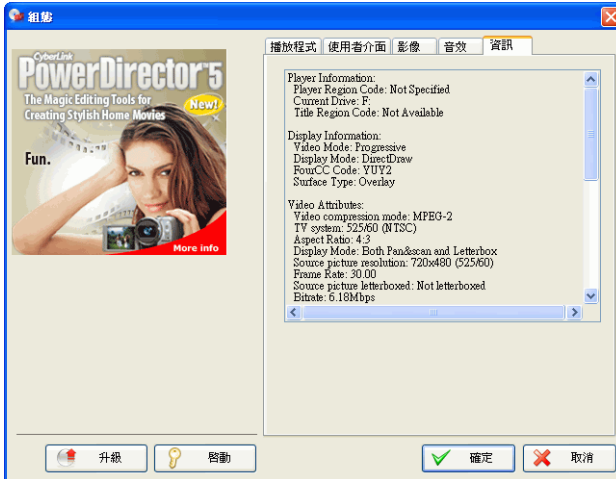 組態
播放程式
使用者介面
影像
音效
資訊
CyberLink
PowerDirector 5
The Magic Editing Tools for
Creating Stylish Home Movies
New!
Fun.
More info
Player Information:
Player Region Code: Not Specified
Current Drive: F:
Title Region Code: Not Available
Display Information:
Video Mode: Progressive
Display Mode: DirectDraw
FourCC Code: YUY2
Surface Type: Overlay
Video Attributes:
Video compression mode: MPEG-2
TV system: 525/60 (NTSC)
Aspect Ratio: 4:3
Display Mode: Both Pan&scan and Letterbox
Source picture resolution: 720x480 (525/60)
Frame Rate: 30.00
Source picture letterboxed: Not letterboxed
Bitrate: 6.18Mbps
升級
啓動
確定
取消